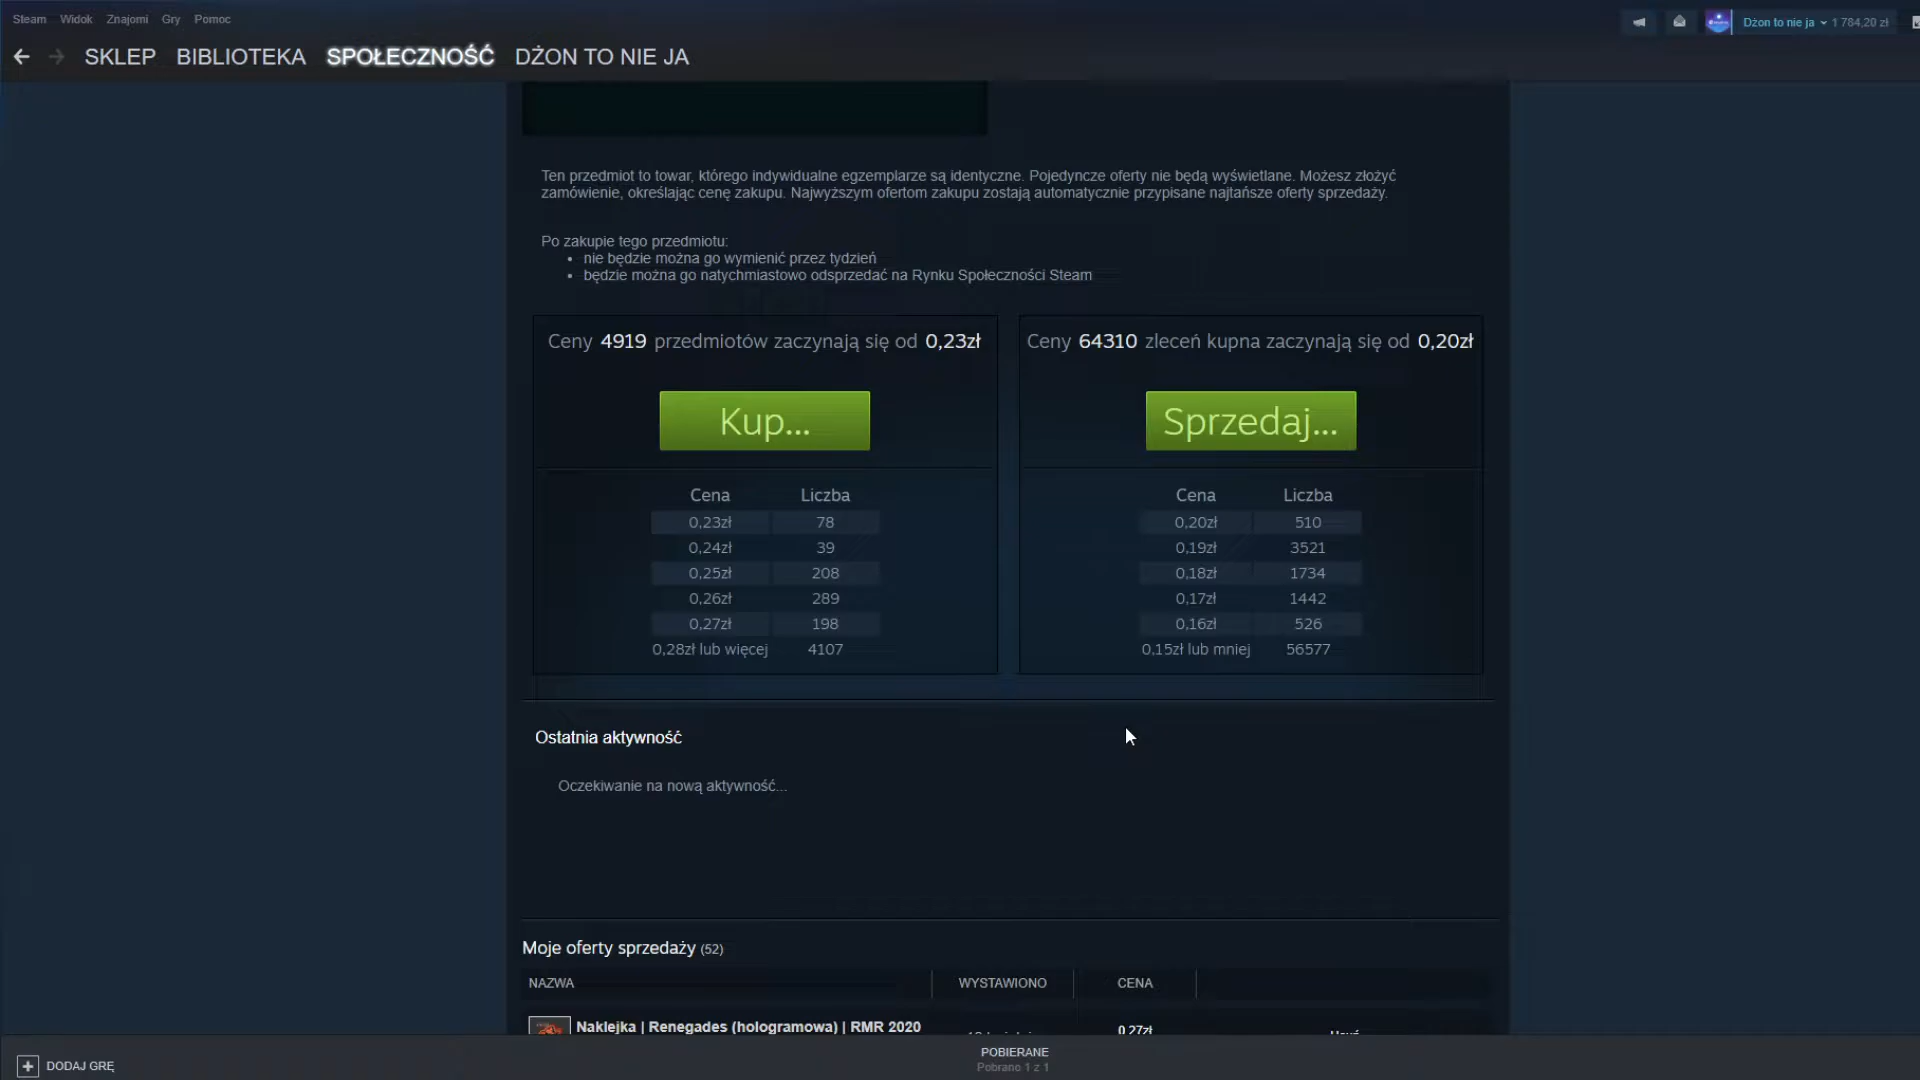 Steam Widok Znajomi Gry Pomoc
Dżon to nie ja 1 784,20 zł
SKLEP BIBLIOTEKA SPOŁECZNOŚĆ DŻON TO NIE JA
Ten przedmiot to towar, którego indywidualne egzemplarze są identyczne. Pojedyncze oferty nie będą wyświetlane. Możesz złożyć
zamówienie, określając cenę zakupu. Najwyższym ofertom zakupu zostają automatycznie przypisane najtańsze oferty sprzedaży.
Po zakupie tego przedmiotu:
• nie będzie można go wymienić przez tydzień
• będzie można go natychmiastowo odsprzedać na Rynku Społeczności Steam
Ceny 4919 przedmiotów zaczynają się od 0,23zł
Kup...
Cena Liczba
0,23zł 78
0,24zł 39
0,25zł 208
0,26zł 289
0,27zł 198
0,28zł lub więcej 4107
Ceny 64310 zleceń kupna zaczynają się od 0,20zł
Sprzedaj...
Cena Liczba
0,20zł 510
0,19zł 3521
0,18zł 1734
0,17zł 1442
0,16zł 526
0,15zł lub mniej 56577
Ostatnia aktywność
Oczekiwanie na nową aktywność...
Moje oferty sprzedaży (52)
NAZWA WYSTAWIONO CENA
Naklejka | Renegades (hologramowa) | RMR 2020 0,27zł
DODAJ GRĘ
POBIERANE
Pobrano 1 z 1